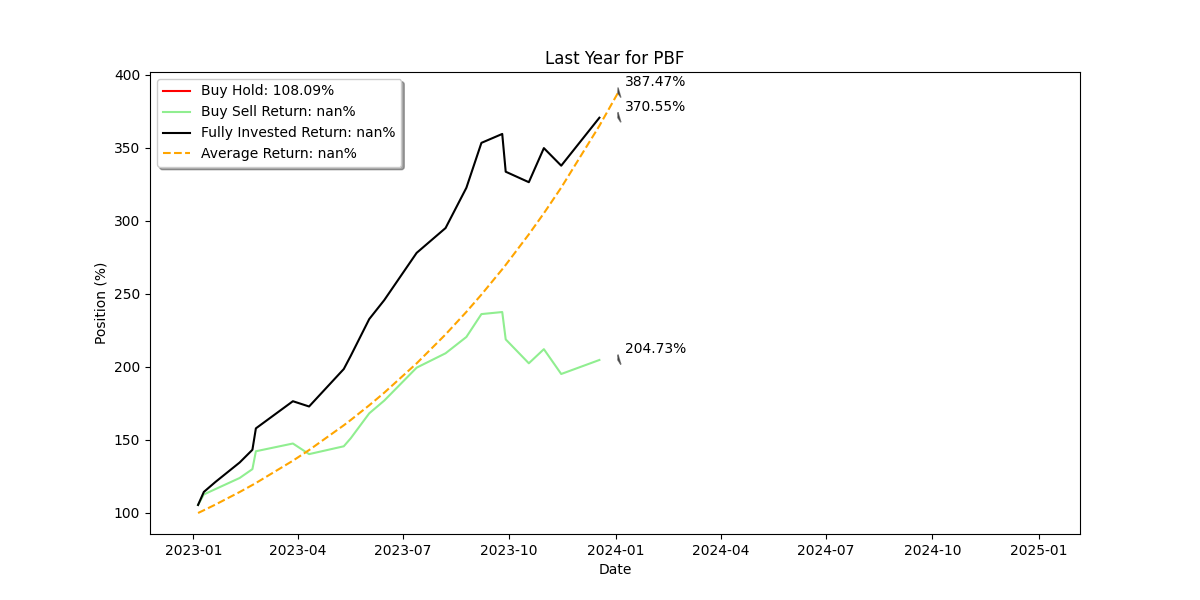 Last Year for PBF
Buy Hold: 108.09%
Buy Sell Return: nan%
Fully Invested Return: nan%
Average Return: nan%
387.47%
370.55%
204.73%
Position (%)
400
350
300
250
200
150
100
2023-01
2023-04
2023-07
2023-10
2024-01
2024-04
2024-07
2024-10
2025-01
Date